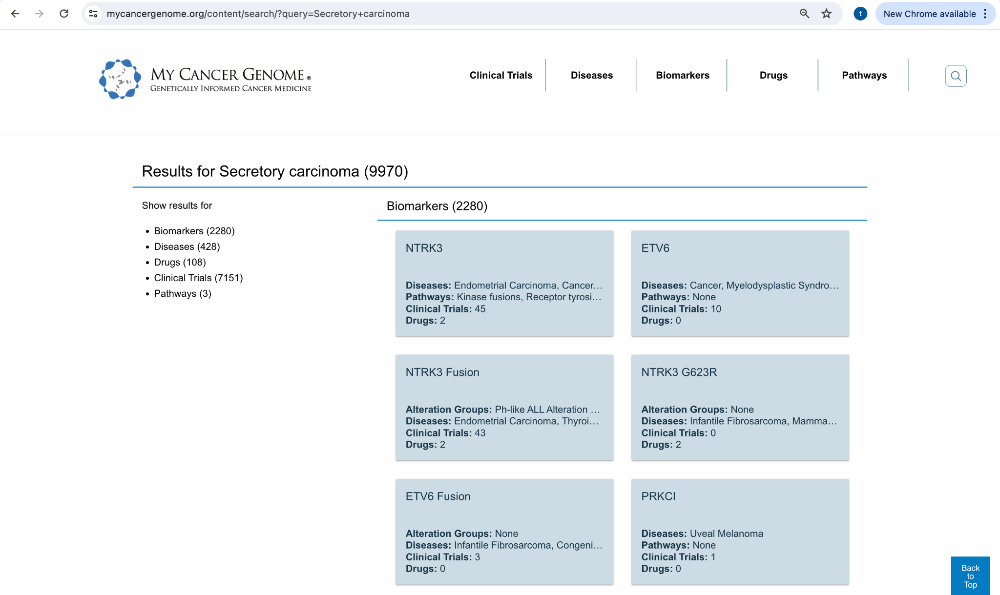 mycancergenome.org/content/search/?query=Secretory+carcinoma
t
New Chrome available
MY CANCER GENOME®
GENETICALLY INFORMED CANCER MEDICINE
Clinical Trials
Diseases
Biomarkers
Drugs
Pathways
Results for Secretory carcinoma (9970)
Show results for
• Biomarkers (2280)
• Diseases (428)
• Drugs (108)
• Clinical Trials (7151)
• Pathways (3)
Biomarkers (2280)
NTRK3
Diseases: Endometrial Carcinoma, Cancer...
Pathways: Kinase fusions, Receptor tyrosi...
Clinical Trials: 45
Drugs: 2
ETV6
Diseases: Cancer, Myelodysplastic Syndro...
Pathways: None
Clinical Trials: 10
Drugs: 0
NTRK3 Fusion
Alteration Groups: Ph-like ALL Alteration ...
Diseases: Endometrial Carcinoma, Thyroi...
Clinical Trials: 43
Drugs: 2
NTRK3 G623R
Alteration Groups: None
Diseases: Infantile Fibrosarcoma, Mamma...
Clinical Trials: 0
Drugs: 2
ETV6 Fusion
Alteration Groups: None
Diseases: Infantile Fibrosarcoma, Congeni...
Clinical Trials: 3
Drugs: 0
PRKCI
Diseases: Uveal Melanoma
Pathways: None
Clinical Trials: 1
Drugs: 0
Back
to
Top